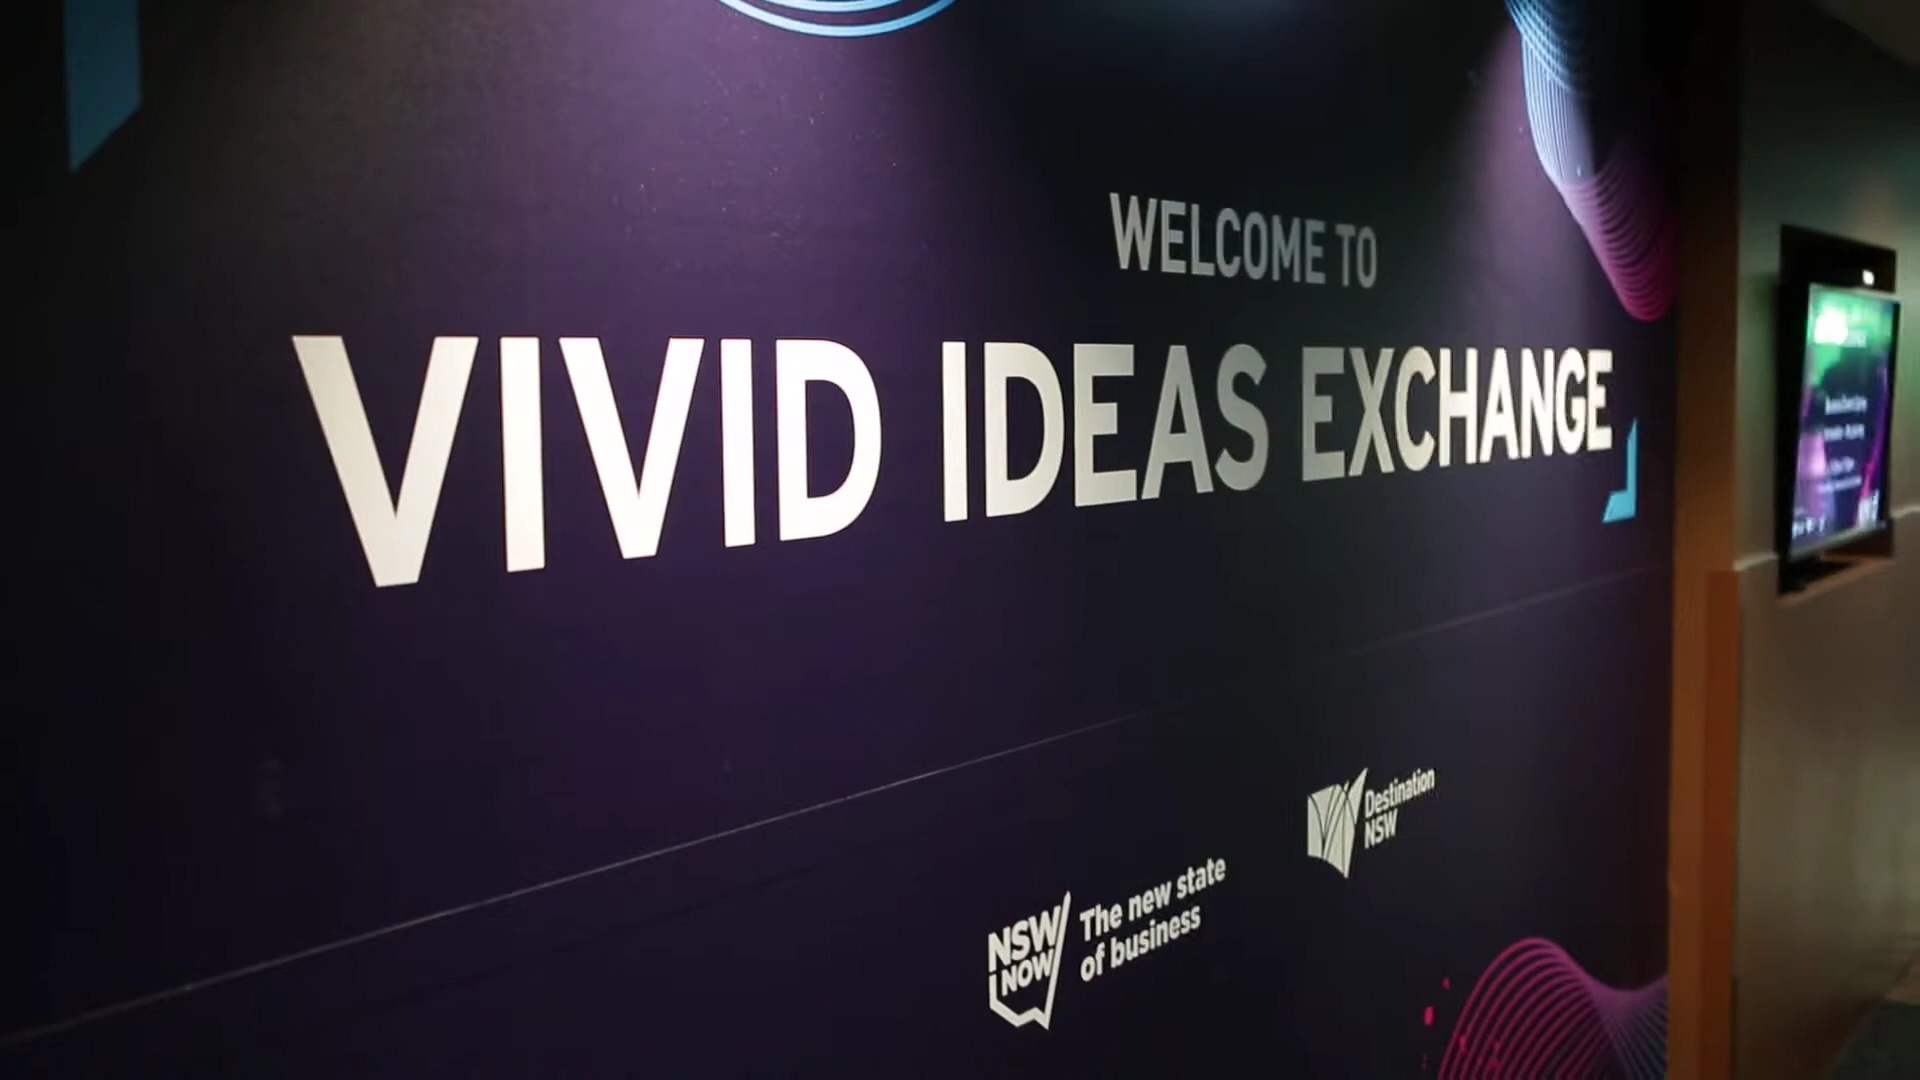 WELCOME TO
VIVID IDEAS EXCHANGE
Destination
NSW
NSW
NOW
The new state
of business